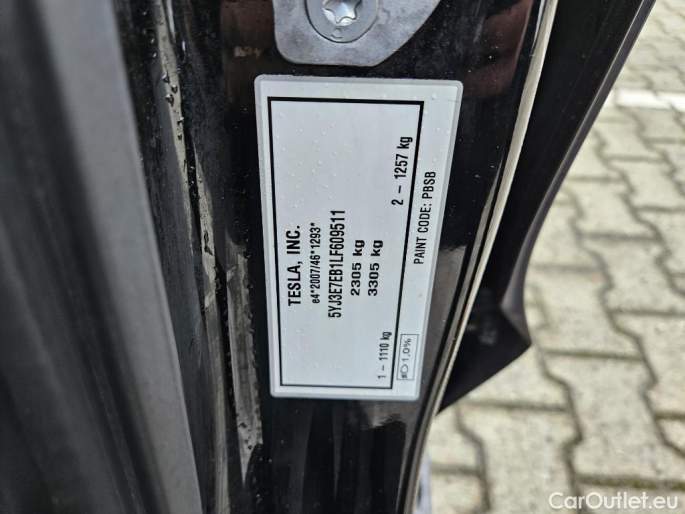 TESLA, INC.
e4*2007/46*1293*
5YJ3E7EB1LF609511
2305 kg
3305 kg
1 – 1110 kg
2 – 1257 kg
1,0%
PAINT CODE: PBSB
CarOutlet.eu